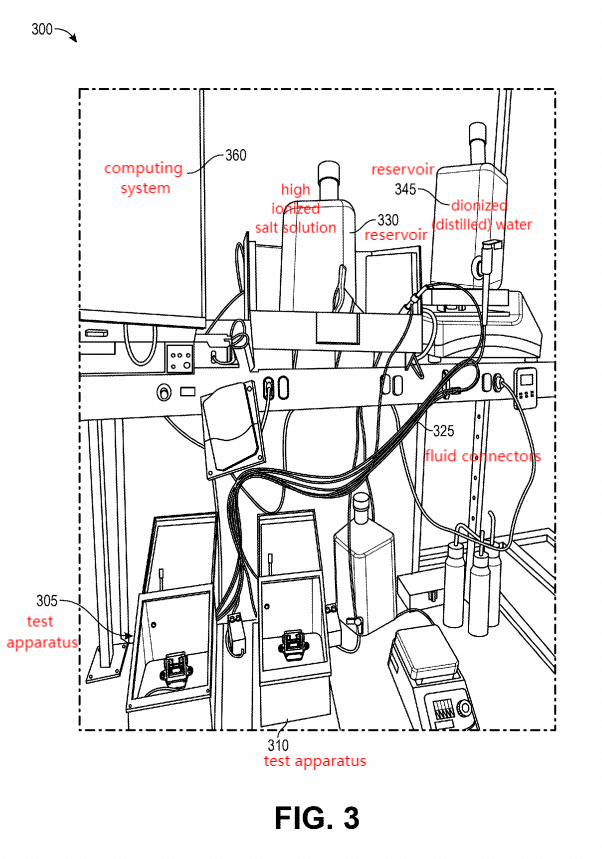 300
360
computing
system
reservoir
345
dionized
(distilled) water
high
ionized
salt solution
330
reservoir
325
fluid connectors
305
test
apparatus
310
test apparatus
FIG. 3